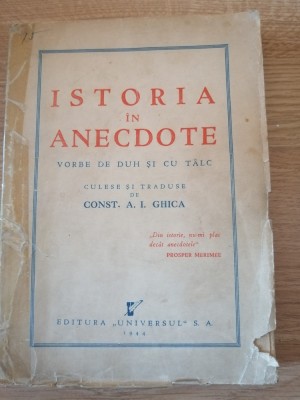 ISTORIA
ÎN
ANECDOTE
VORBE DE DUH ȘI CU TÂLC
CULESE ȘI TRADUSE
DE
CONST. A. I. GHICA
„Din istorie, nu-mi plac
decât anecdotele"
PROSPER MERIMEE
EDITURA „UNIVERSUL" S. A.
1944